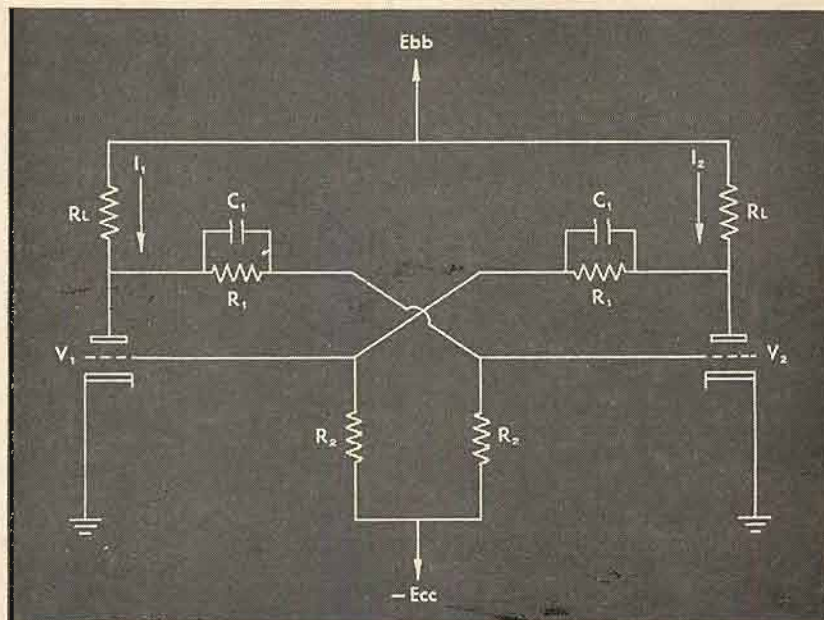 Ebb
I₁
I₂
RL
C₁
C₁
RL
R₁
R₁
V₁
V₂
R₂
R₂
– Ecc